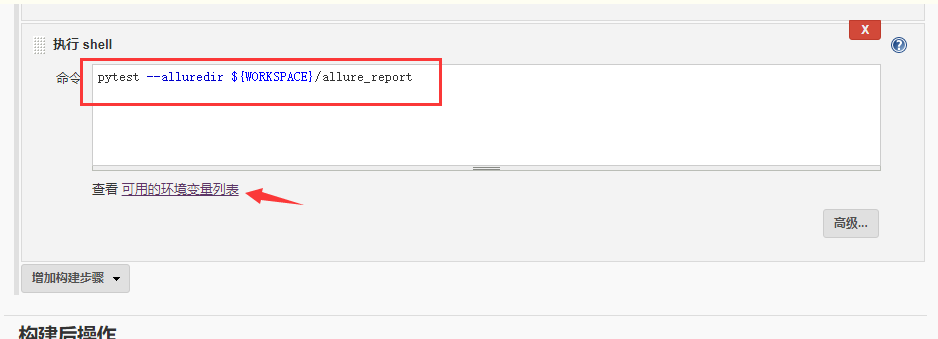 X
执行 shell
命令
pytest --alluredir ${WORKSPACE}/allure_report
查看 可用的环境变量列表
高级...
增加构建步骤
构建后操作